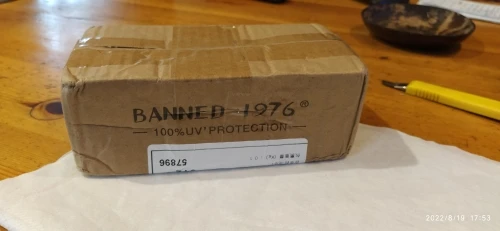 BANNED 1976®
100%UV PROTECTION
57896
2022/8/19 17:53